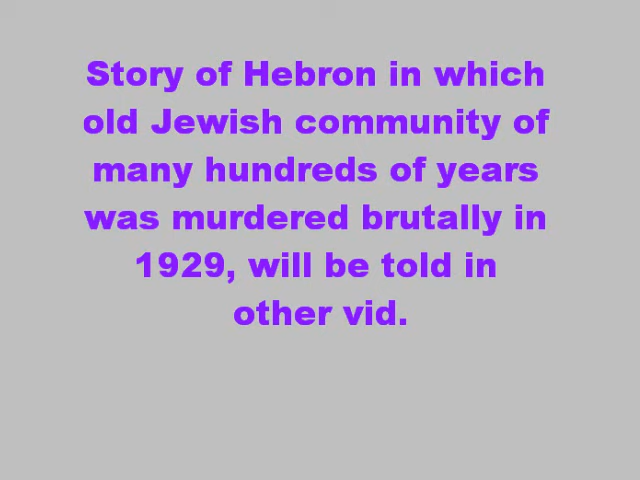 Story of Hebron in which
old Jewish community of
many hundreds of years
was murdered brutally in
1929, will be told in
other vid.